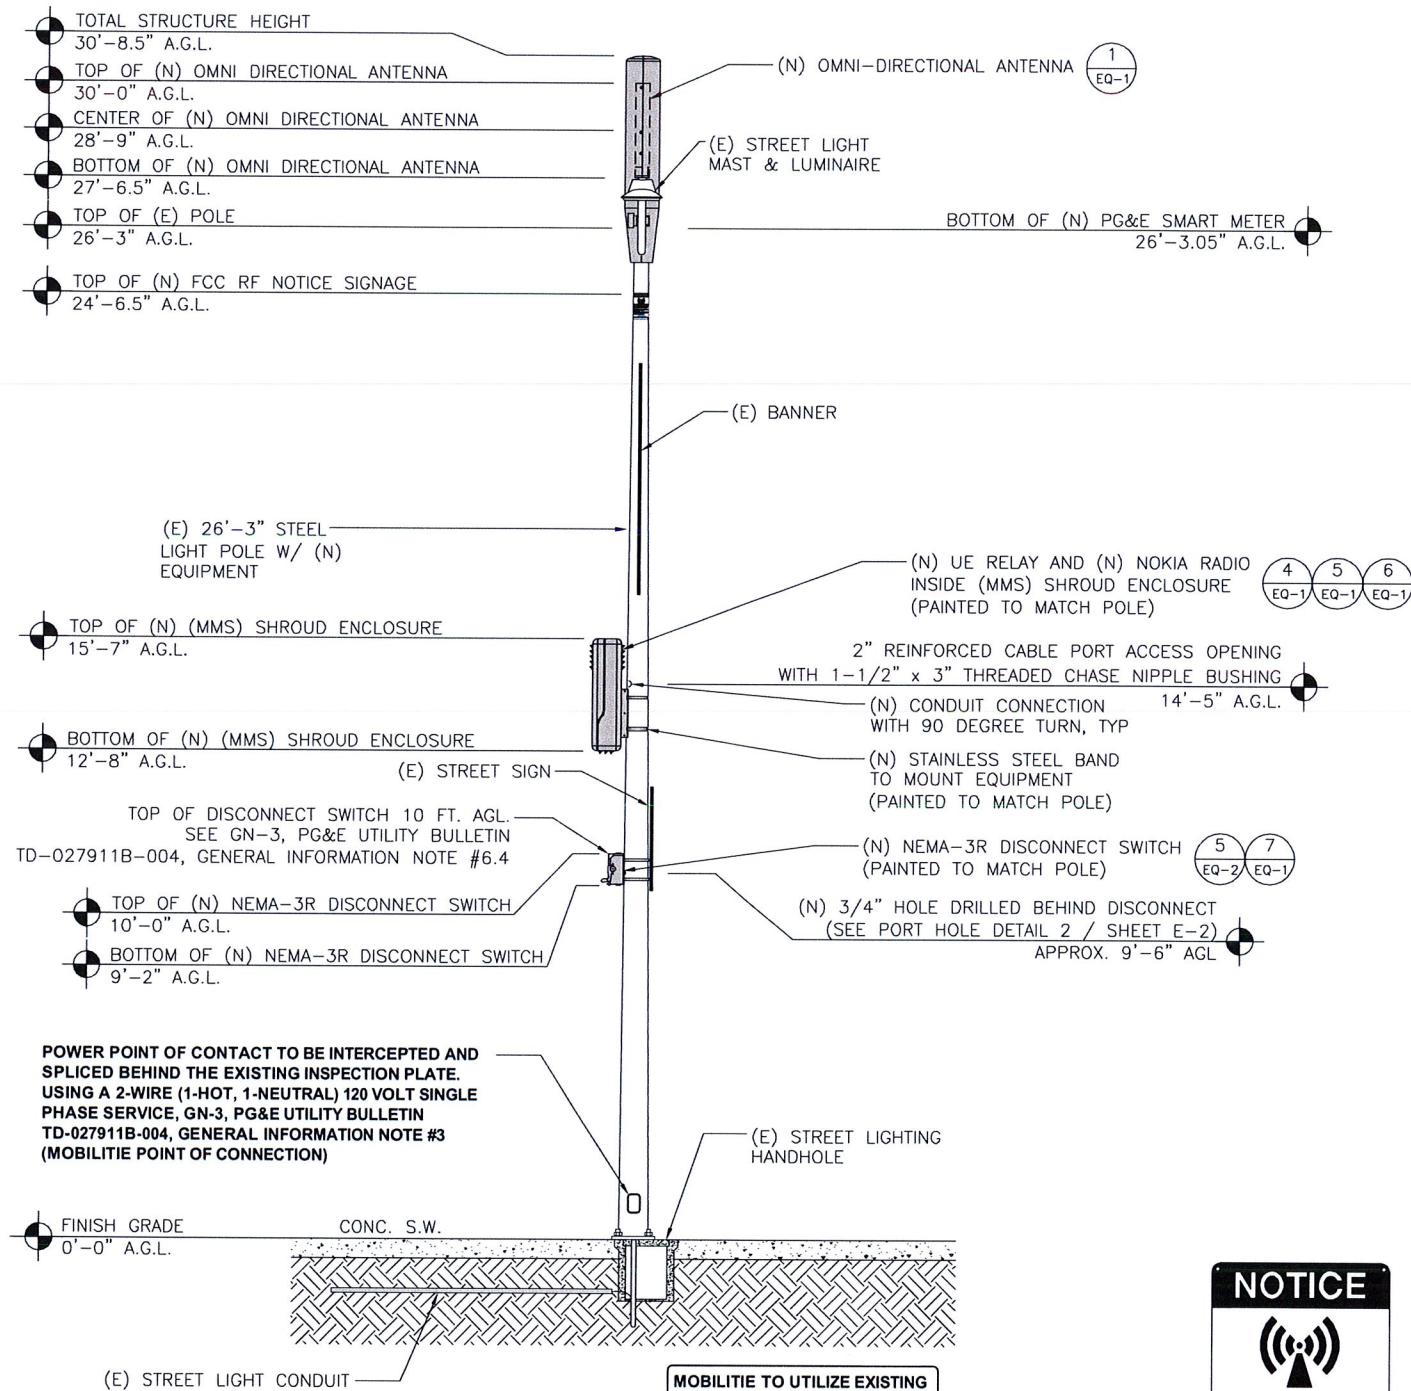 TOTAL STRUCTURE HEIGHT
30'-8.5" A.G.L.
TOP OF (N) OMNI DIRECTIONAL ANTENNA
30'-0" A.G.L.
CENTER OF (N) OMNI DIRECTIONAL ANTENNA
28'-9" A.G.L.
BOTTOM OF (N) OMNI DIRECTIONAL ANTENNA
27'-6.5" A.G.L.
TOP OF (E) POLE
26'-3" A.G.L.
TOP OF (N) FCC RF NOTICE SIGNAGE
24'-6.5" A.G.L.
(N) OMNI-DIRECTIONAL ANTENNA
1
EQ-1
(E) STREET LIGHT
MAST & LUMINAIRE
BOTTOM OF (N) PG&E SMART METER
26'-3.05" A.G.L.
(E) BANNER
(E) 26'-3" STEEL
LIGHT POLE W/ (N)
EQUIPMENT
(N) UE RELAY AND (N) NOKIA RADIO
INSIDE (MMS) SHROUD ENCLOSURE
(PAINTED TO MATCH POLE)
4 5 6
EQ-1 EQ-1 EQ-1
TOP OF (N) (MMS) SHROUD ENCLOSURE
15'-7" A.G.L.
2" REINFORCED CABLE PORT ACCESS OPENING
WITH 1-1/2" x 3" THREADED CHASE NIPPLE BUSHING
14'-5" A.G.L.
(N) CONDUIT CONNECTION
WITH 90 DEGREE TURN, TYP
BOTTOM OF (N) (MMS) SHROUD ENCLOSURE
12'-8" A.G.L.
(N) STAINLESS STEEL BAND
TO MOUNT EQUIPMENT
(PAINTED TO MATCH POLE)
(E) STREET SIGN
TOP OF DISCONNECT SWITCH 10 FT. AGL.
SEE GN-3, PG&E UTILITY BULLETIN
TD-027911B-004, GENERAL INFORMATION NOTE #6.4
(N) NEMA-3R DISCONNECT SWITCH
(PAINTED TO MATCH POLE)
5 7
EQ-2 EQ-1
TOP OF (N) NEMA-3R DISCONNECT SWITCH
10'-0" A.G.L.
BOTTOM OF (N) NEMA-3R DISCONNECT SWITCH
9'-2" A.G.L.
(N) 3/4" HOLE DRILLED BEHIND DISCONNECT
(SEE PORT HOLE DETAIL 2 / SHEET E-2)
APPROX. 9'-6" AGL
POWER POINT OF CONTACT TO BE INTERCEPTED AND
SPLICED BEHIND THE EXISTING INSPECTION PLATE.
USING A 2-WIRE (1-HOT, 1-NEUTRAL) 120 VOLT SINGLE
PHASE SERVICE, GN-3, PG&E UTILITY BULLETIN
TD-027911B-004, GENERAL INFORMATION NOTE #3
(MOBILITIE POINT OF CONNECTION)
(E) STREET LIGHTING
HANDHOLE
FINISH GRADE
0'-0" A.G.L.
CONC. S.W.
(E) STREET LIGHT CONDUIT
MOBILITIE TO UTILIZE EXISTING
NOTICE